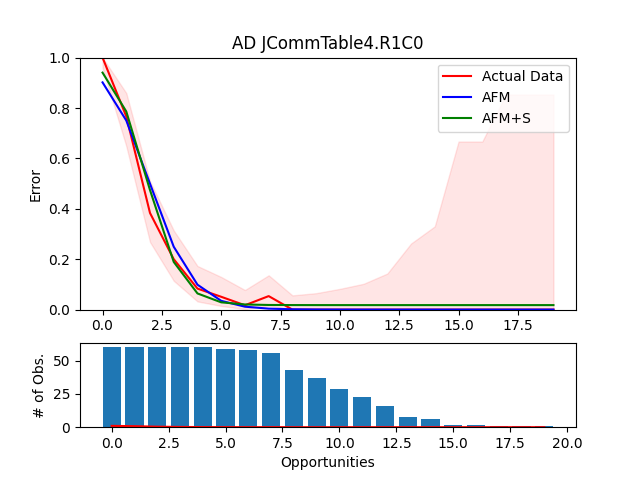 AD JCommTable4.R1C0
Error
1.0
0.8
0.6
0.4
0.2
0.0
Actual Data
AFM
AFM+S
0.0 2.5 5.0 7.5 10.0 12.5 15.0 17.5
# of Obs.
50
25
0
0.0 2.5 5.0 7.5 10.0 12.5 15.0 17.5 20.0
Opportunities